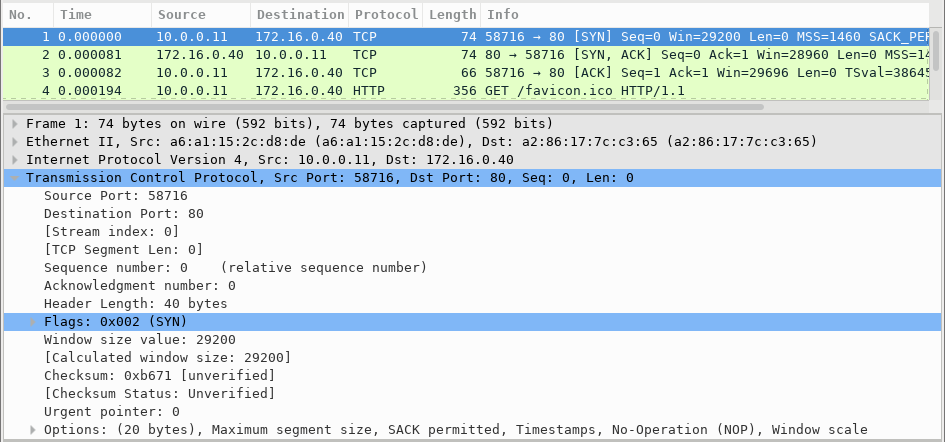 No. Time Source Destination Protocol Length Info
1 0.000000 10.0.0.11 172.16.0.40 TCP 74 58716 → 80 [SYN] Seq=0 Win=29200 Len=0 MSS=1460 SACK_PER
2 0.000081 172.16.0.40 10.0.0.11 TCP 74 80 → 58716 [SYN, ACK] Seq=0 Ack=1 Win=28960 Len=0 MSS=14
3 0.000082 10.0.0.11 172.16.0.40 TCP 66 58716 → 80 [ACK] Seq=1 Ack=1 Win=29696 Len=0 TSval=38645
4 0.000194 10.0.0.11 172.16.0.40 HTTP 356 GET /favicon.ico HTTP/1.1
Frame 1: 74 bytes on wire (592 bits), 74 bytes captured (592 bits)
Ethernet II, Src: a6:a1:15:2c:d8:de (a6:a1:15:2c:d8:de), Dst: a2:86:17:7c:c3:65 (a2:86:17:7c:c3:65)
Internet Protocol Version 4, Src: 10.0.0.11, Dst: 172.16.0.40
Transmission Control Protocol, Src Port: 58716, Dst Port: 80, Seq: 0, Len: 0
Source Port: 58716
Destination Port: 80
[Stream index: 0]
[TCP Segment Len: 0]
Sequence number: 0 (relative sequence number)
Acknowledgment number: 0
Header Length: 40 bytes
Flags: 0x002 (SYN)
Window size value: 29200
[Calculated window size: 29200]
Checksum: 0xb671 [unverified]
[Checksum Status: Unverified]
Urgent pointer: 0
Options: (20 bytes), Maximum segment size, SACK permitted, Timestamps, No-Operation (NOP), Window scale